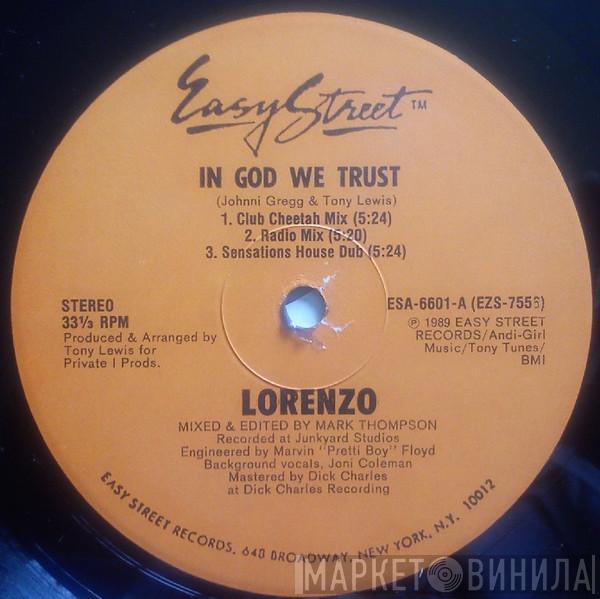 Easy Street™
IN GOD WE TRUST
(Johnni Gregg & Tony Lewis)
1. Club Cheetah Mix (5:24)
2. Radio Mix (5:20)
3. Sensations House Dub (5:24)
STEREO
33⅓ RPM
Produced & Arranged by
Tony Lewis for
Private I Prods.
ESA-6601-A (EZS-7556)
℗ 1989 EASY STREET
RECORDS/Andi-Girl
Music/Tony Tunes/
BMI
LORENZO
MIXED & EDITED BY MARK THOMPSON
Recorded at Junkyard Studios
Engineered by Marvin "Pretti Boy" Floyd
Background vocals, Joni Coleman
Mastered by Dick Charles
at Dick Charles Recording
EASY STREET RECORDS, 640 BROADWAY, NEW YORK, N.Y. 10012
МАРКЕТ ВИНИЛА